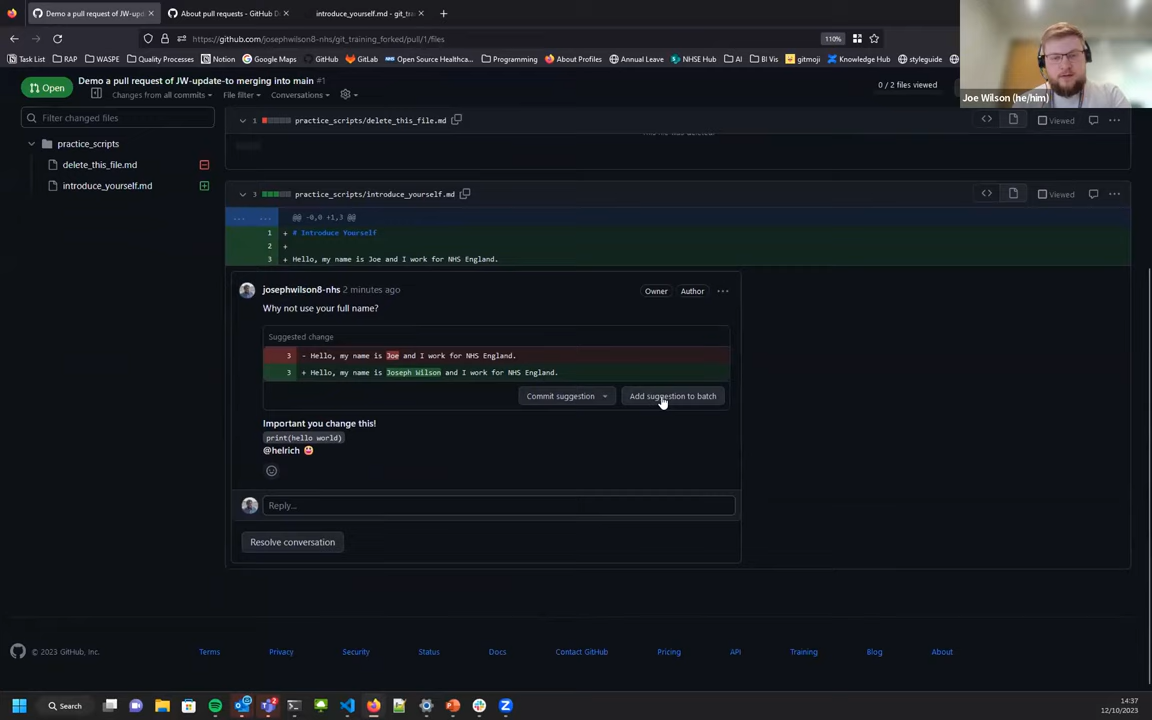 Demo a pull request of JW-upd
About pull requests - GitHub D
introduce_yourself.md - git_tra
https://github.com/josephwilson8-nhs/git_training_forked/pull/1/files
110%
Task List
RAP
WASPE
Quality Processes
Google Maps
GitHub
GitLab
Open Source Healthca...
Programming
About Profiles
Annual Leave
NHSE Hub
AI
BI Vis
gitmoji
Knowledge Hub
styleguide
Open
Demo a pull request of JW-update-to merging into main #1
Changes from all commits
File filter
Conversations
0 / 2 files viewed
Joe Wilson (he/him)
Filter changed files
practice_scripts
delete_this_file.md
introduce_yourself.md
1 practice_scripts/delete_this_file.md
Viewed
3 practice_scripts/introduce_yourself.md
Viewed
... ... @@ -0,0 +1,3 @@
1 + # Introduce Yourself
2 +
3 + Hello, my name is Joe and I work for NHS England.
josephwilson8-nhs 2 minutes ago
Owner
Author
Why not use your full name?
Suggested change
3 - Hello, my name is Joe and I work for NHS England.
3 + Hello, my name is Joseph Wilson and I work for NHS England.
Commit suggestion
Add suggestion to batch
Important you change this!
print(hello world)
@helrich
Reply...
Resolve conversation
© 2023 GitHub, Inc.
Terms
Privacy
Security
Status
Docs
Contact GitHub
Pricing
API
Training
Blog
About
Search
14:37
12/10/2023